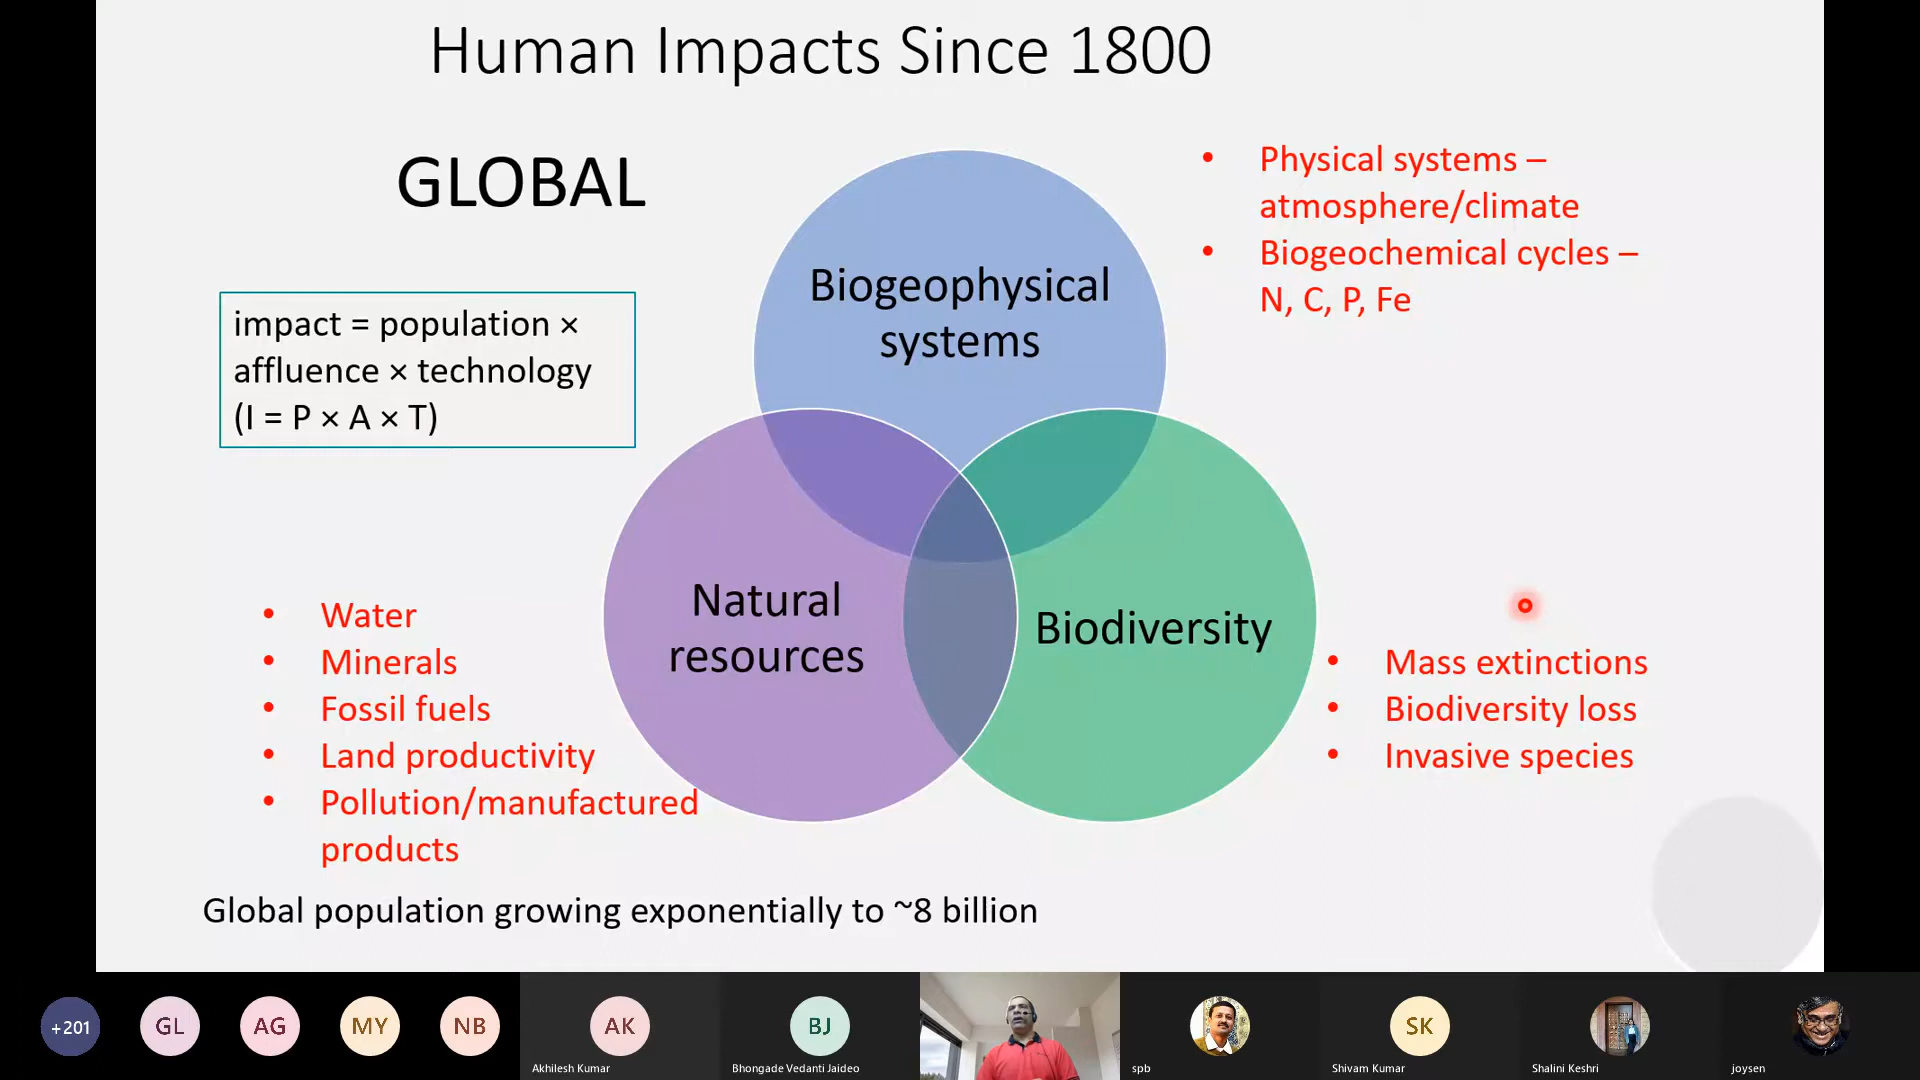 Human Impacts Since 1800
GLOBAL
impact = population ×
affluence × technology
(I = P × A × T)
Biogeophysical
systems
• Physical systems –
atmosphere/climate
• Biogeochemical cycles –
N, C, P, Fe
Natural
resources
Biodiversity
• Water
• Minerals
• Fossil fuels
• Land productivity
• Pollution/manufactured
products
• Mass extinctions
• Biodiversity loss
• Invasive species
Global population growing exponentially to ~8 billion
+201
GL
AG
MY
NB
AK
Akhilesh Kumar
BJ
Bhongade Vedanti Jaideo
spb
SK
Shivam Kumar
Shalini Keshri
joysen